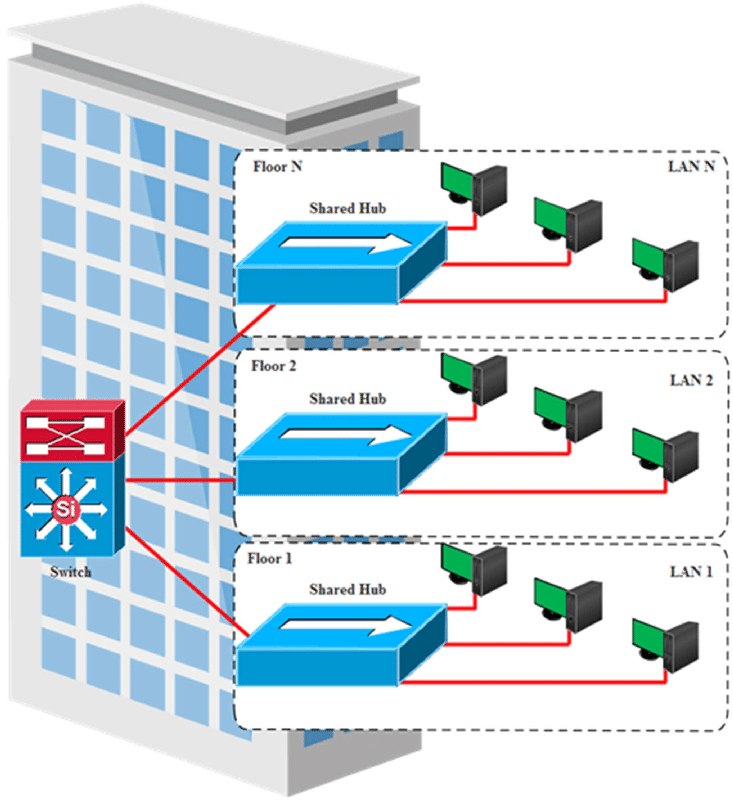 Floor N
LAN N
Shared Hub
Floor 2
LAN 2
Shared Hub
Si
Switch
Floor 1
LAN 1
Shared Hub